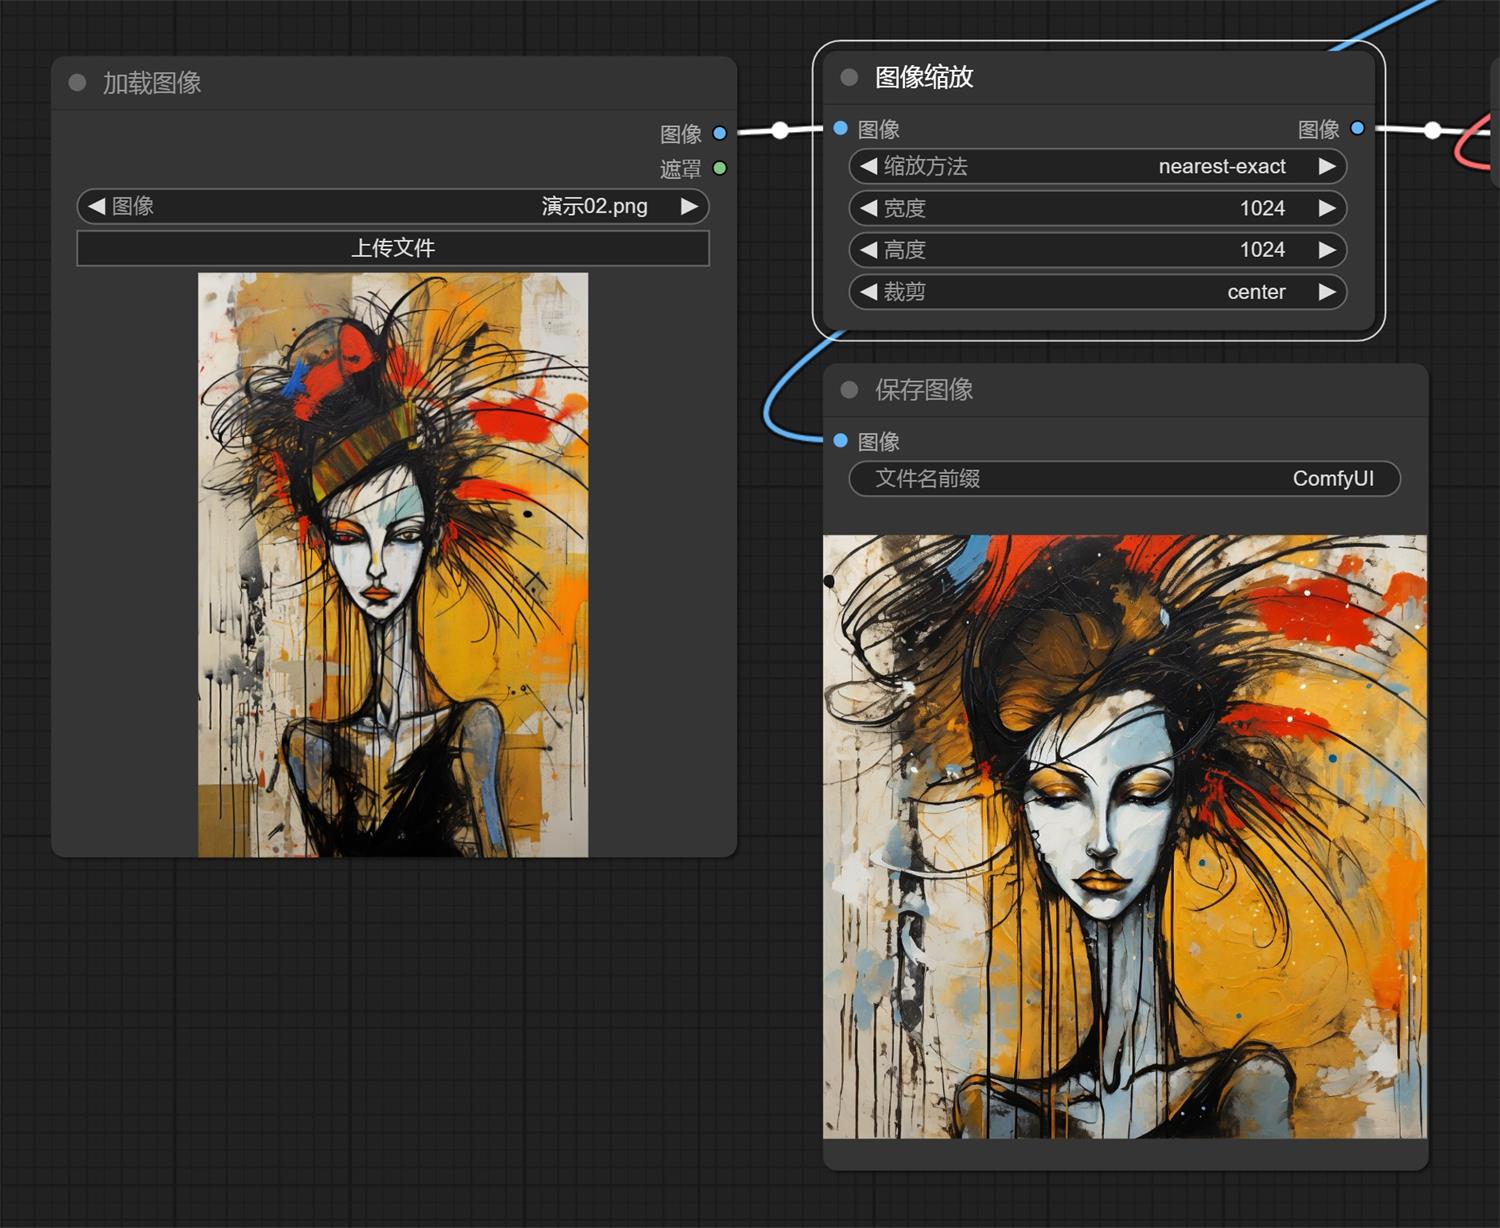 加载图像
图像
遮罩
图像 演示02.png
上传文件
图像缩放
图像 图像
缩放方法 nearest-exact
宽度 1024
高度 1024
裁剪 center
保存图像
图像
文件名前缀 ComfyUI